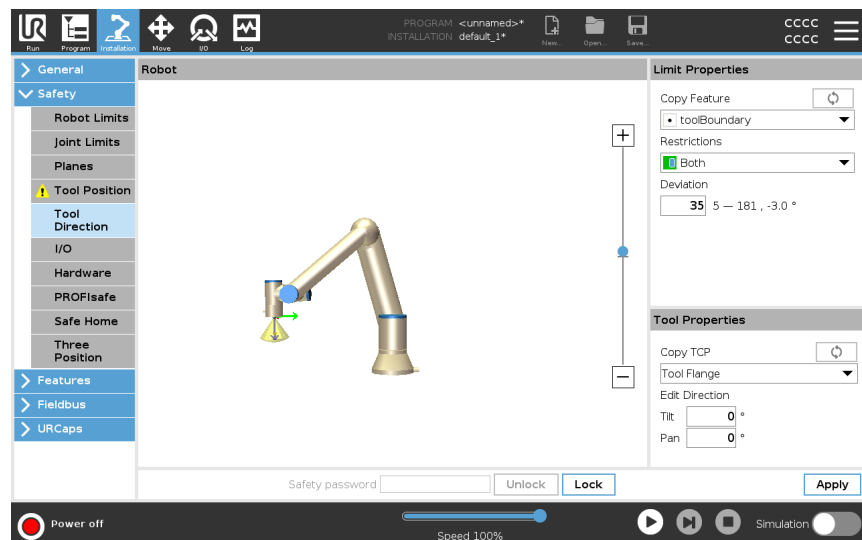 PROGRAM <unnamed>*
INSTALLATION default_1*
Run
Program
Installation
Move
I/O
Log
New...
Open...
Save...
CCCC
CCCC
General
Safety
Robot Limits
Joint Limits
Planes
Tool Position
Tool
Direction
I/O
Hardware
PROFIsafe
Safe Home
Three
Position
Features
Fieldbus
URCaps
Robot
Limit Properties
Copy Feature
toolBoundary
Restrictions
Both
Deviation
35 5 — 181 , -3.0 °
Tool Properties
Copy TCP
Tool Flange
Edit Direction
Tilt 0 °
Pan 0 °
Safety password
Unlock
Lock
Apply
Power off
Speed 100%
Simulation